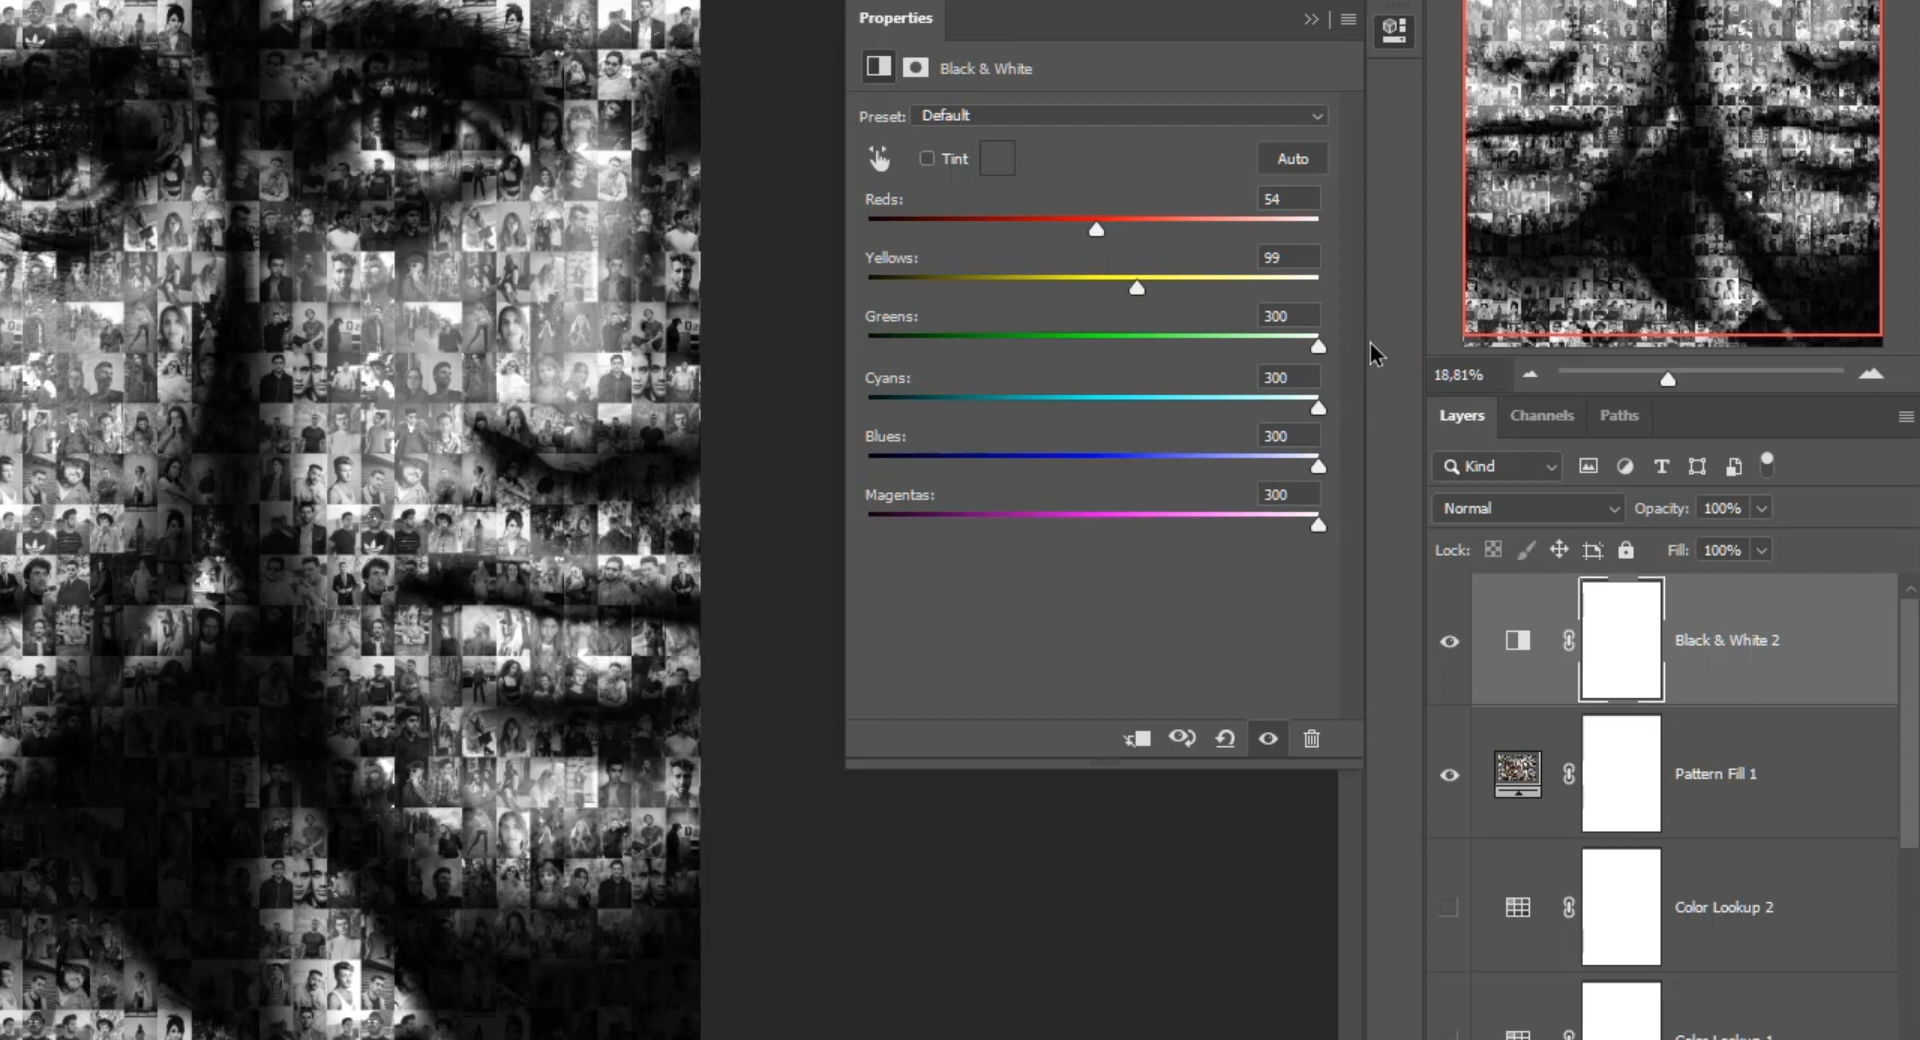 Properties
Black & White
Preset: Default
Tint
Auto
Reds: 54
Yellows: 99
Greens: 300
Cyans: 300
Blues: 300
Magentas: 300
18,81%
Layers Channels Paths
Kind
Normal Opacity: 100%
Lock: Fill: 100%
Black & White 2
Pattern Fill 1
Color Lookup 2